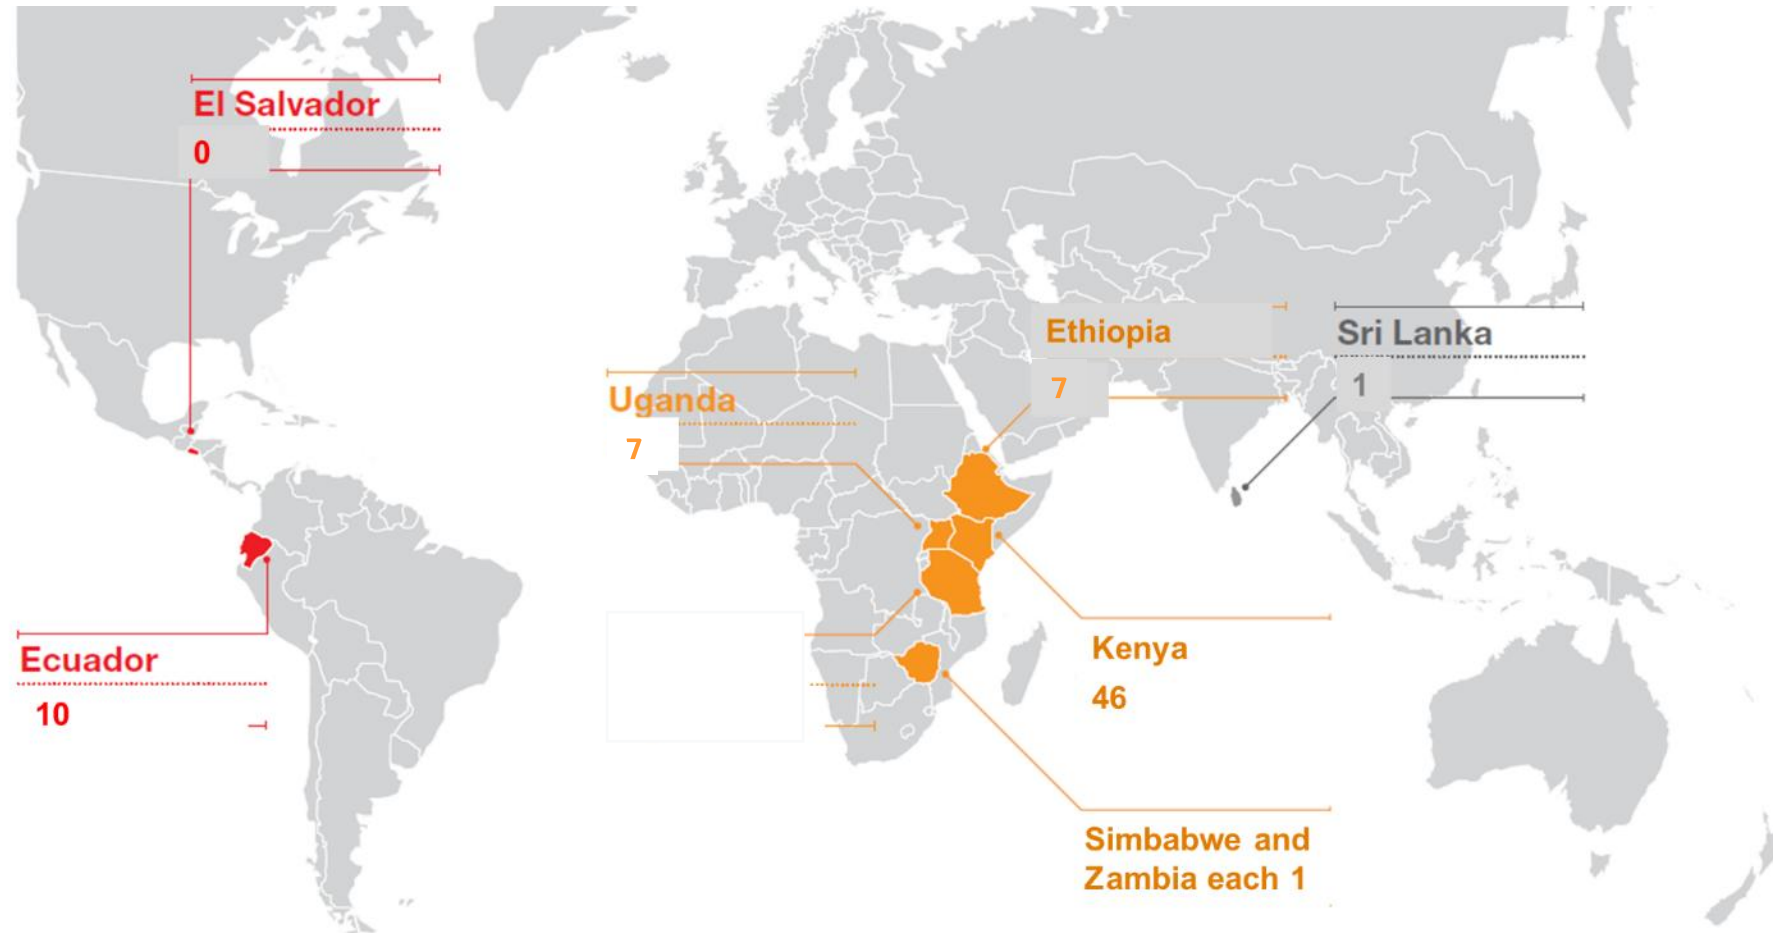 El Salvador
0
Ethiopia
7
Sri Lanka
1
Uganda
7
Kenya
46
Ecuador
10
Simbabwe and
Zambia each 1